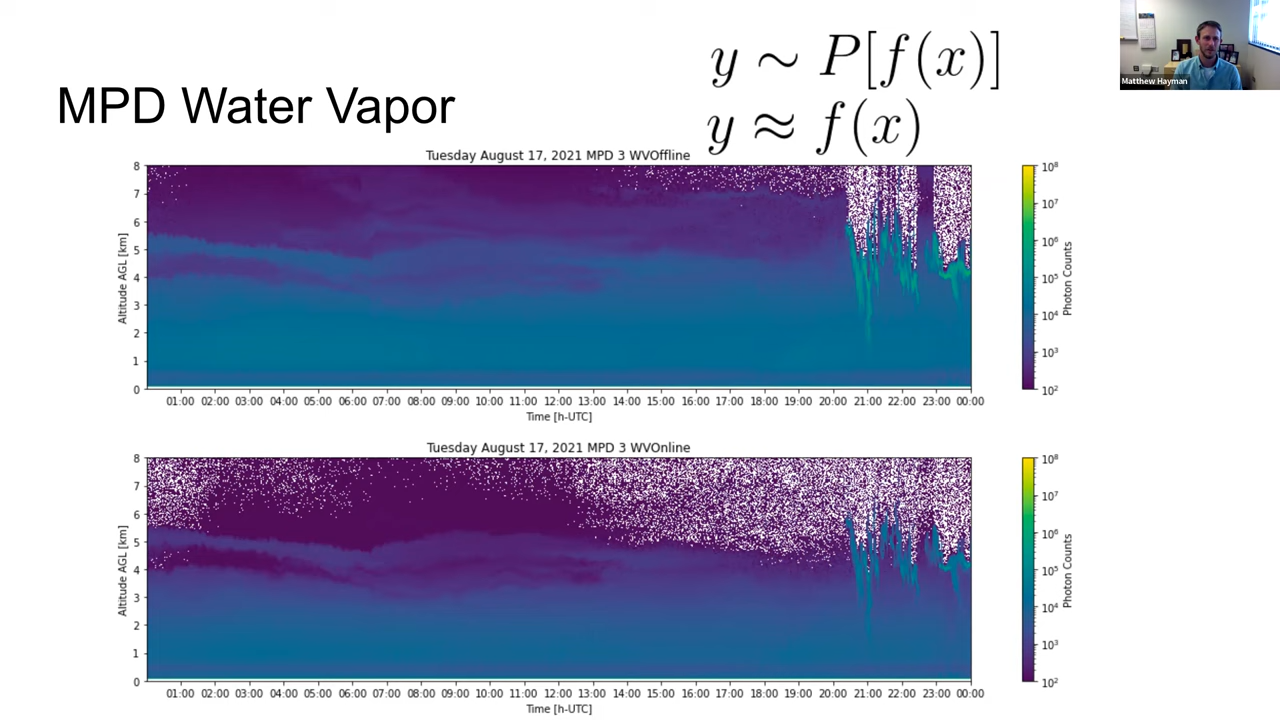 y ∼ P[f(x)]
y ≈ f(x)
Matthew Hayman
MPD Water Vapor
Tuesday August 17, 2021 MPD 3 WVOffline
8
7
6
5
4
3
2
1
0
Altitude AGL [km]
01:00 02:00 03:00 04:00 05:00 06:00 07:00 08:00 09:00 10:00 11:00 12:00 13:00 14:00 15:00 16:00 17:00 18:00 19:00 20:00 21:00 22:00 23:00 00:00
Time [h-UTC]
10⁸
10⁷
10⁶
10⁵
10⁴
10³
10²
Photon Counts
Tuesday August 17, 2021 MPD 3 WVOnline
8
7
6
5
4
3
2
1
0
Altitude AGL [km]
01:00 02:00 03:00 04:00 05:00 06:00 07:00 08:00 09:00 10:00 11:00 12:00 13:00 14:00 15:00 16:00 17:00 18:00 19:00 20:00 21:00 22:00 23:00 00:00
Time [h-UTC]
10⁸
10⁷
10⁶
10⁵
10⁴
10³
10²
Photon Counts